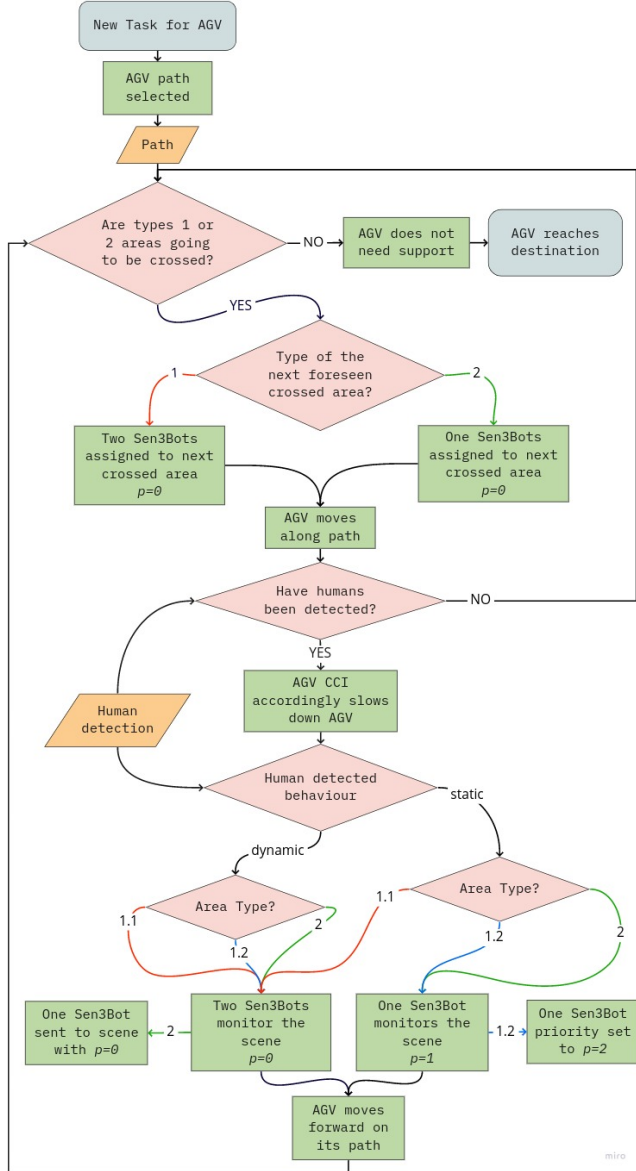 New Task for AGV
AGV path
selected
Path
Are types 1 or
2 areas going
to be crossed?
NO
AGV does not
need support
AGV reaches
destination
YES
Type of the
next foreseen
crossed area?
1
2
Two Sen3Bots
assigned to next
crossed area
p=0
One Sen3Bots
assigned to next
crossed area
p=0
AGV moves
along path
Have humans
been detected?
NO
YES
AGV CCI
accordingly slows
down AGV
Human
detection
Human detected
behaviour
static
dynamic
Area Type?
1.1
1.2
2
Area Type?
1.1
1.2
2
One Sen3Bot
sent to scene
with p=0
2
Two Sen3Bots
monitor the
scene
p=0
One Sen3Bot
monitors the
scene
p=1
1.2
One Sen3Bot
priority set
to p=2
AGV moves
forward on
its path
miro